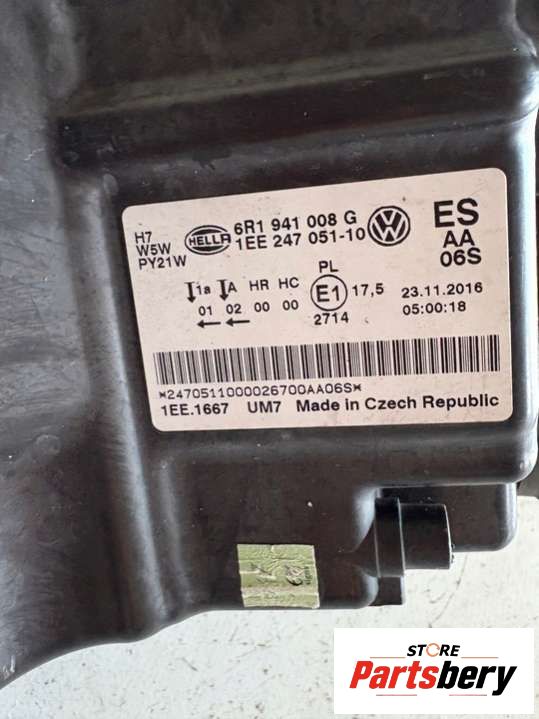 H7
W5W
PY21W
HELLA
6R1 941 008 G
1EE 247 051-10
ES
AA
06S
1a A HR HC
01 02 00 00
PL
E1 17,5
2714
23.11.2016
05:00:18
*2470511000026700AA06S*
1EE.1667 UM7 Made in Czech Republic
STORE
Partsbery